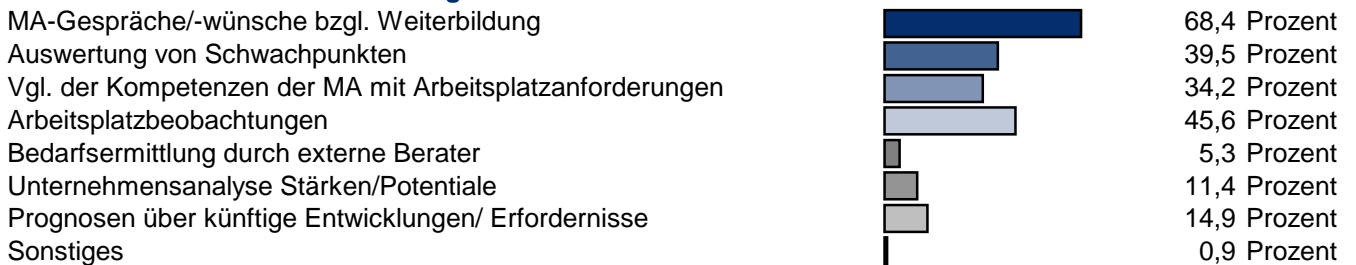 MA-Gespräche/-wünsche bzgl. Weiterbildung 68,4 Prozent
Auswertung von Schwachpunkten 39,5 Prozent
Vgl. der Kompetenzen der MA mit Arbeitsplatzanforderungen 34,2 Prozent
Arbeitsplatzbeobachtungen 45,6 Prozent
Bedarfsermittlung durch externe Berater 5,3 Prozent
Unternehmensanalyse Stärken/Potentiale 11,4 Prozent
Prognosen über künftige Entwicklungen/ Erfordernisse 14,9 Prozent
Sonstiges 0,9 Prozent